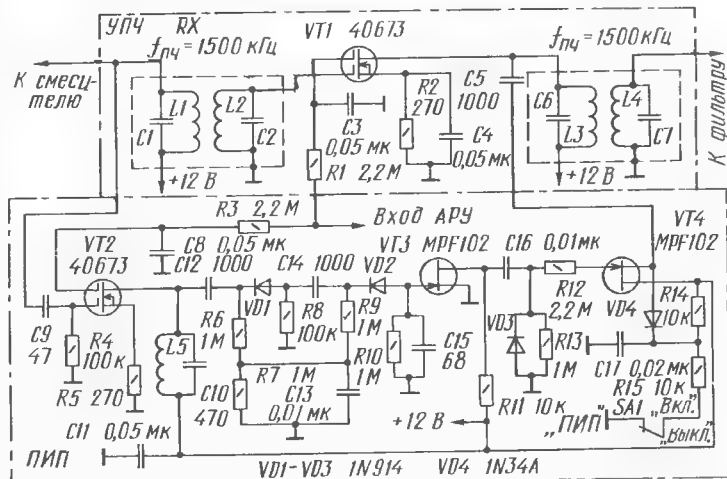 УПЧ RX
VT1 40673
fпч = 1500 кГц
fпч = 1500 кГц
К смесителю
К фильтру
L1 L2
C1 C2
C3
0,05 мк
R1 2,2 М
R2
270
C4
0,05 мк
C5
1000
C6 L3 L4 C7
+12 В
+12 В
R3 2,2 М
Вход АРУ
VT2
40673
C8 0,05 мк
C12
1000
C14 1000
VD1
VD2
VT3 MPF102
C16 0,01 мк
VT4
MPF102
C9
47
R4
100 к
R5 270
L5
R6
1 М
R8
100 к
R9
1 М
R7 1 М
R10
1 М
C10
470
C13
0,01 мк
C15
68
R11 10 к
+12 В
VD3
R12
2,2 М
R13
1 М
VD4
R14
10 к
C17 0,02 мк
R15 10 к
SA1 „Вкл.“
„ПИП“
„Выкл.“
C11 0,05 мк
ПИП
VD1-VD3 1N914 VD4 1N34A